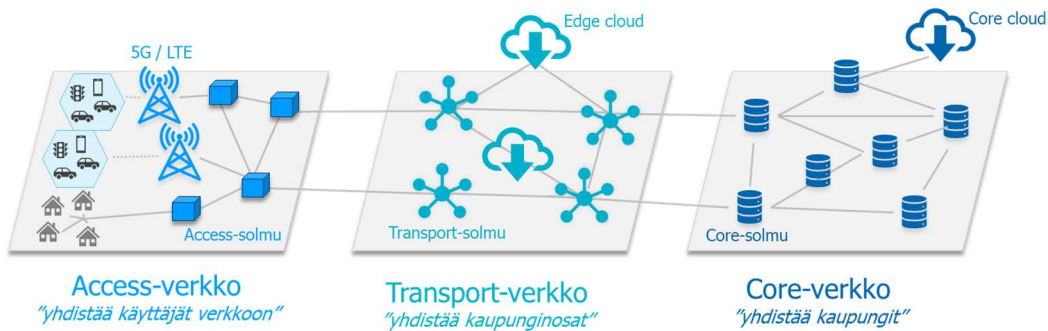 Edge cloud
Core cloud
5G / LTE
Access-solmu
Transport-solmu
Core-solmu
Access-verkko
"yhdistää käyttäjät verkkoon"
Transport-verkko
"yhdistää kaupunginosat"
Core-verkko
"yhdistää kaupungit"